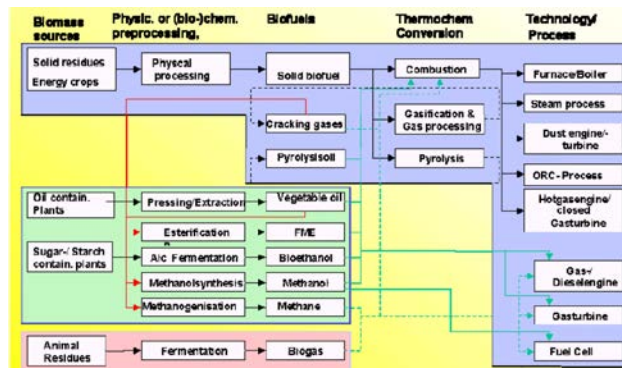 Biomass
sources
Physic. or (bio-)chem.
preprocessing,
Biofuels
Thermochem
Conversion
Technology/
Process
Solid residues
Energy crops
Physcal
processing
Solid biofuel
Combustion
Furnace/Boiler
Steam process
Cracking gases
Gasification &
Gas processing
Dust engine/-
turbine
Pyrolysisoil
Pyrolysis
ORC-Process
Oil contain.
Plants
Pressing/Extraction
Vegetable oil
Hotgasengine/
closed
Gasturbine
Esterification
FME
Sugar-/ Starch
contain. plants
A/c Fermentation
Bioethanol
Gas-/
Dieselengine
Methanolsynthesis
Methanol
Methanogenisation
Methane
Gasturbine
Animal
Residues
Fermentation
Biogas
Fuel Cell